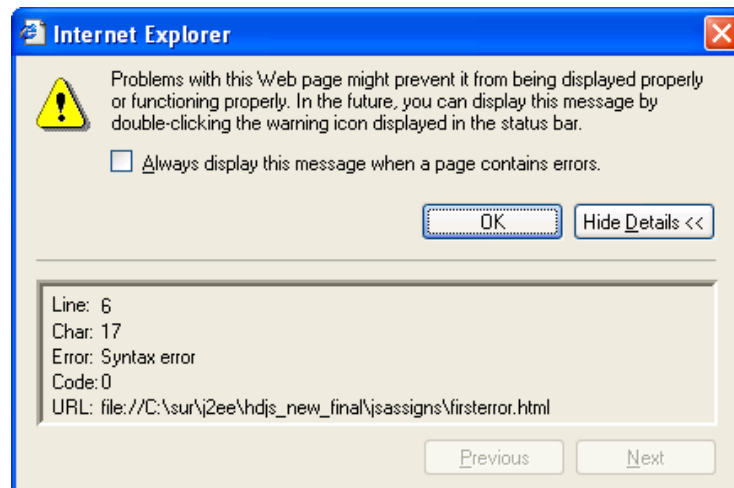 Internet Explorer
Problems with this Web page might prevent it from being displayed properly
or functioning properly. In the future, you can display this message by
double-clicking the warning icon displayed in the status bar.
Always display this message when a page contains errors.
OK
Hide Details <<
Line: 6
Char: 17
Error: Syntax error
Code: 0
URL: file://C:\sur\j2ee\hdjs_new_final\jsassigns\firsterror.html
Previous
Next